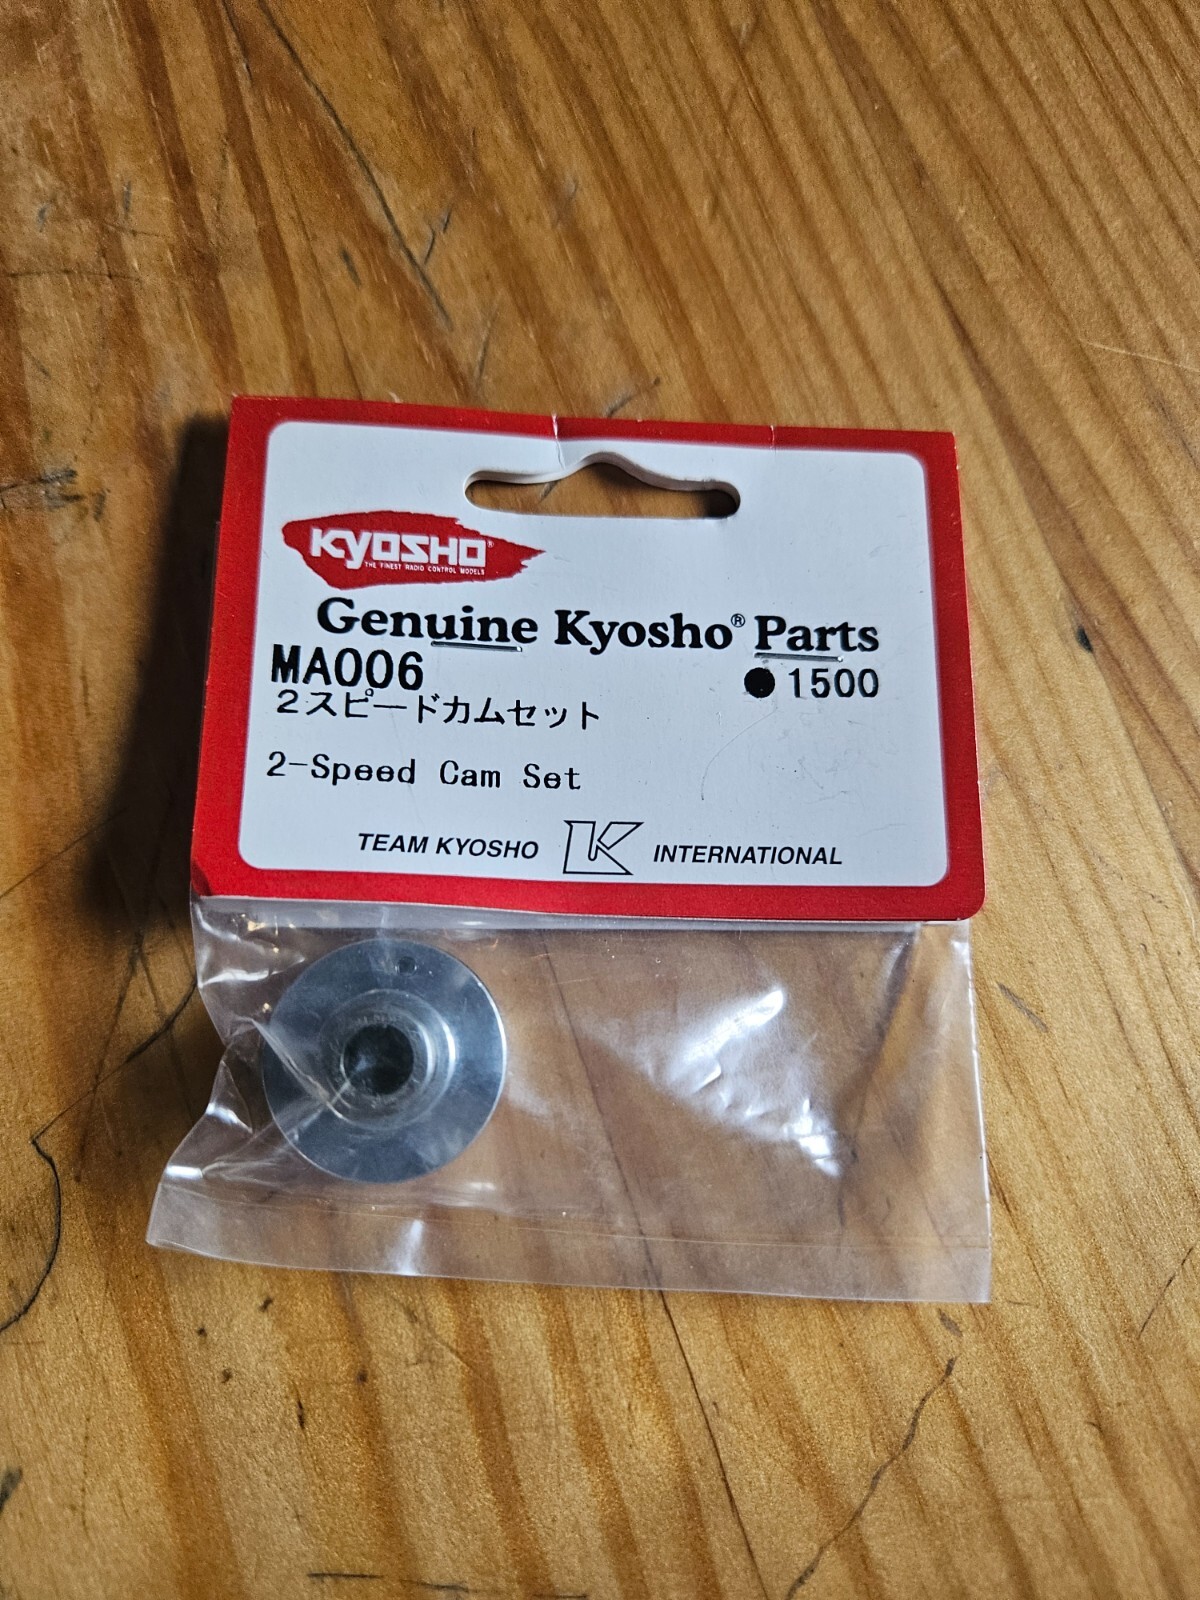 KYOSHO®
THE FINEST RADIO CONTROL MODELS
Genuine Kyosho® Parts
MA006
●1500
2スピードカムセット
2-Speed Cam Set
TEAM KYOSHO K INTERNATIONAL